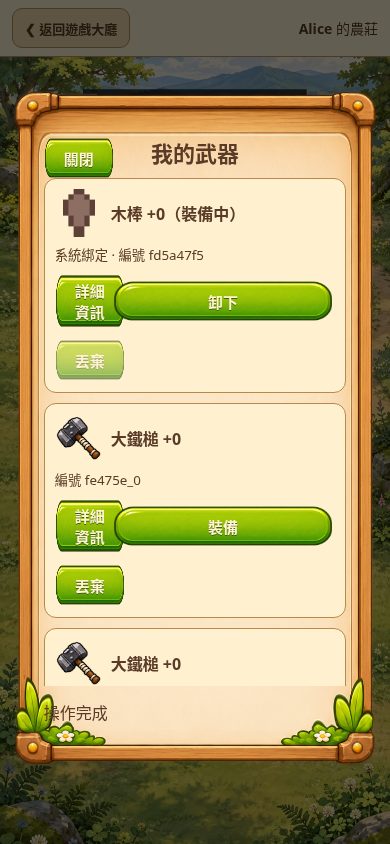 ❮ 返回遊戲大廳
Alice 的農莊
關閉
我的武器
木棒 +0（裝備中）
系統綁定 · 編號 fd5a47f5
詳細
資訊
卸下
丟棄
大鐵槌 +0
編號 fe475e_0
詳細
資訊
裝備
丟棄
大鐵槌 +0
操作完成